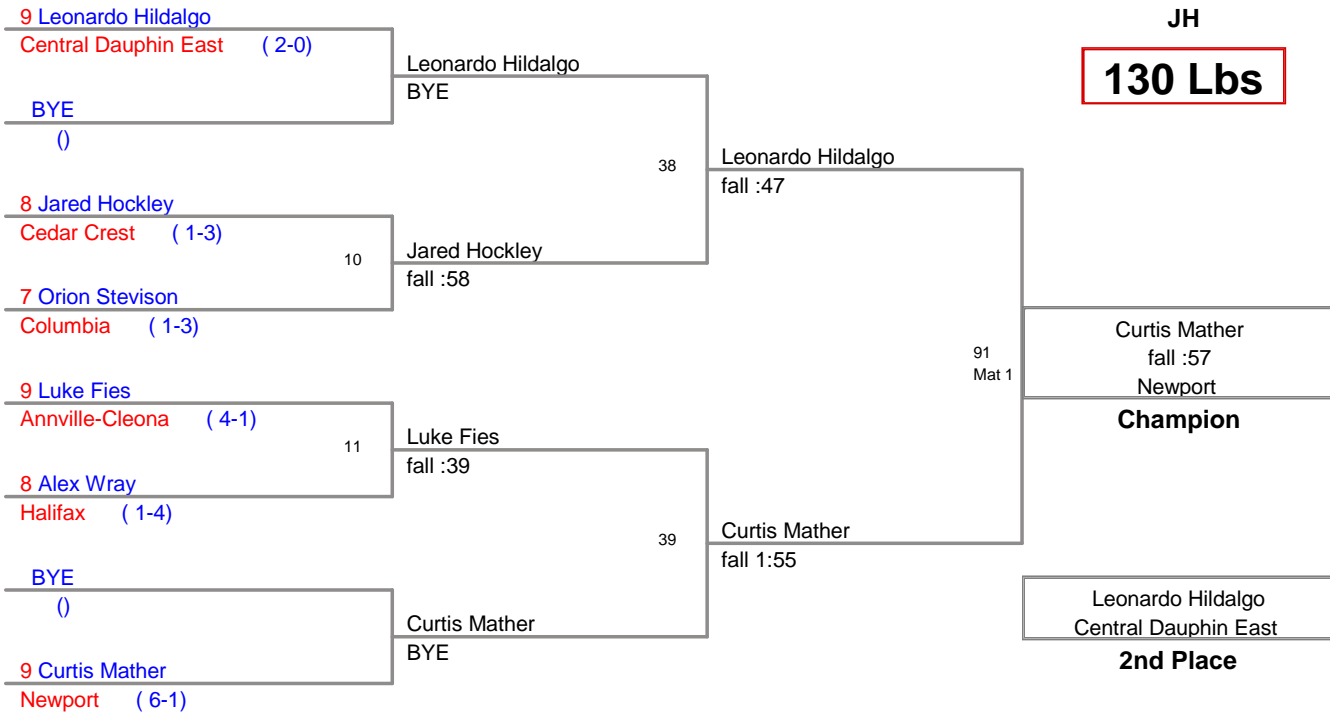 9 Leonardo Hildalgo
Central Dauphin East ( 2-0)
BYE
()
8 Jared Hockley
Cedar Crest ( 1-3)
10
7 Orion Stevison
Columbia ( 1-3)
9 Luke Fies
Annville-Cleona ( 4-1)
11
8 Alex Wray
Halifax ( 1-4)
BYE
()
9 Curtis Mather
Newport ( 6-1)
Leonardo Hildalgo
BYE
38
Jared Hockley
fall :58
Luke Fies
fall :39
39
Curtis Mather
BYE
Leonardo Hildalgo
fall :47
91
Mat 1
Curtis Mather
fall 1:55
JH
130 Lbs
Curtis Mather
fall :57
Newport
Champion
Leonardo Hildalgo
Central Dauphin East
2nd Place